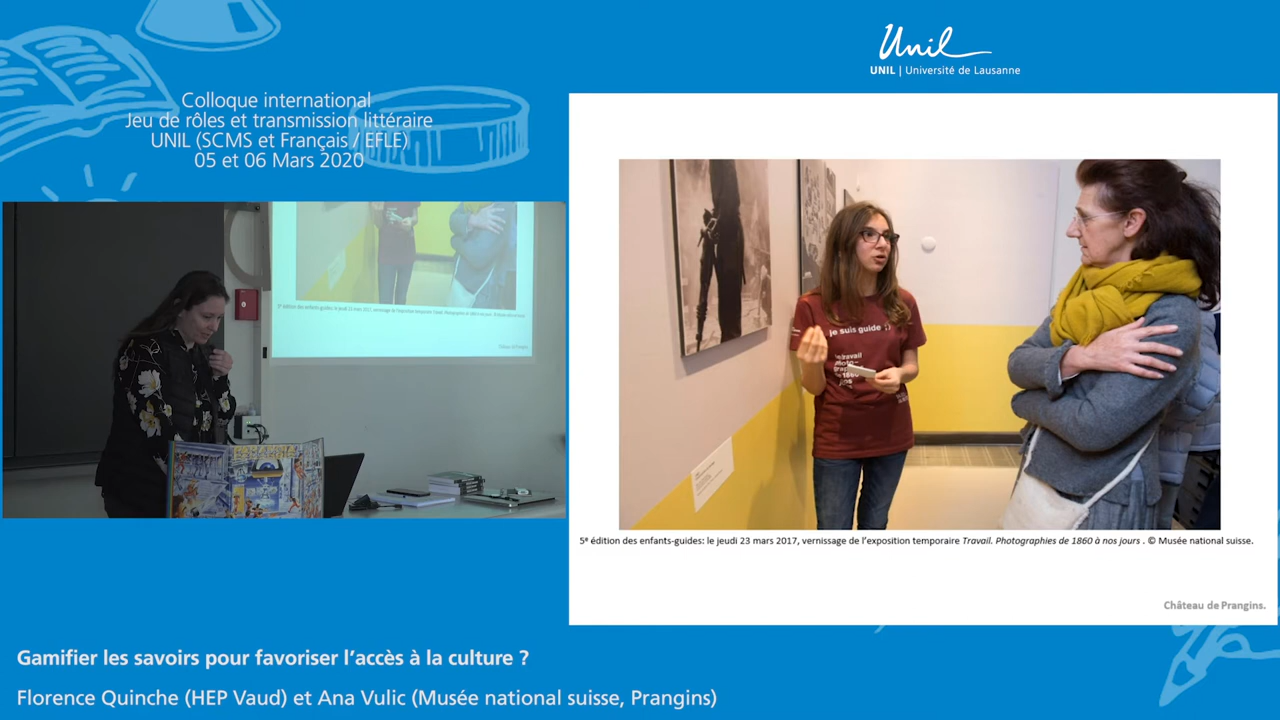 Unil
UNIL | Université de Lausanne
Colloque international
Jeu de rôles et transmission littéraire
UNIL (SCMS et Français / EFLE)
05 et 06 Mars 2020
je suis guide :)
travail
5e édition des enfants-guides: le jeudi 23 mars 2017, vernissage de l'exposition temporaire Travail. Photographies de 1860 à nos jours . © Musée national suisse.
Château de Prangins.
Gamifier les savoirs pour favoriser l'accès à la culture ?
Florence Quinche (HEP Vaud) et Ana Vulic (Musée national suisse, Prangins)